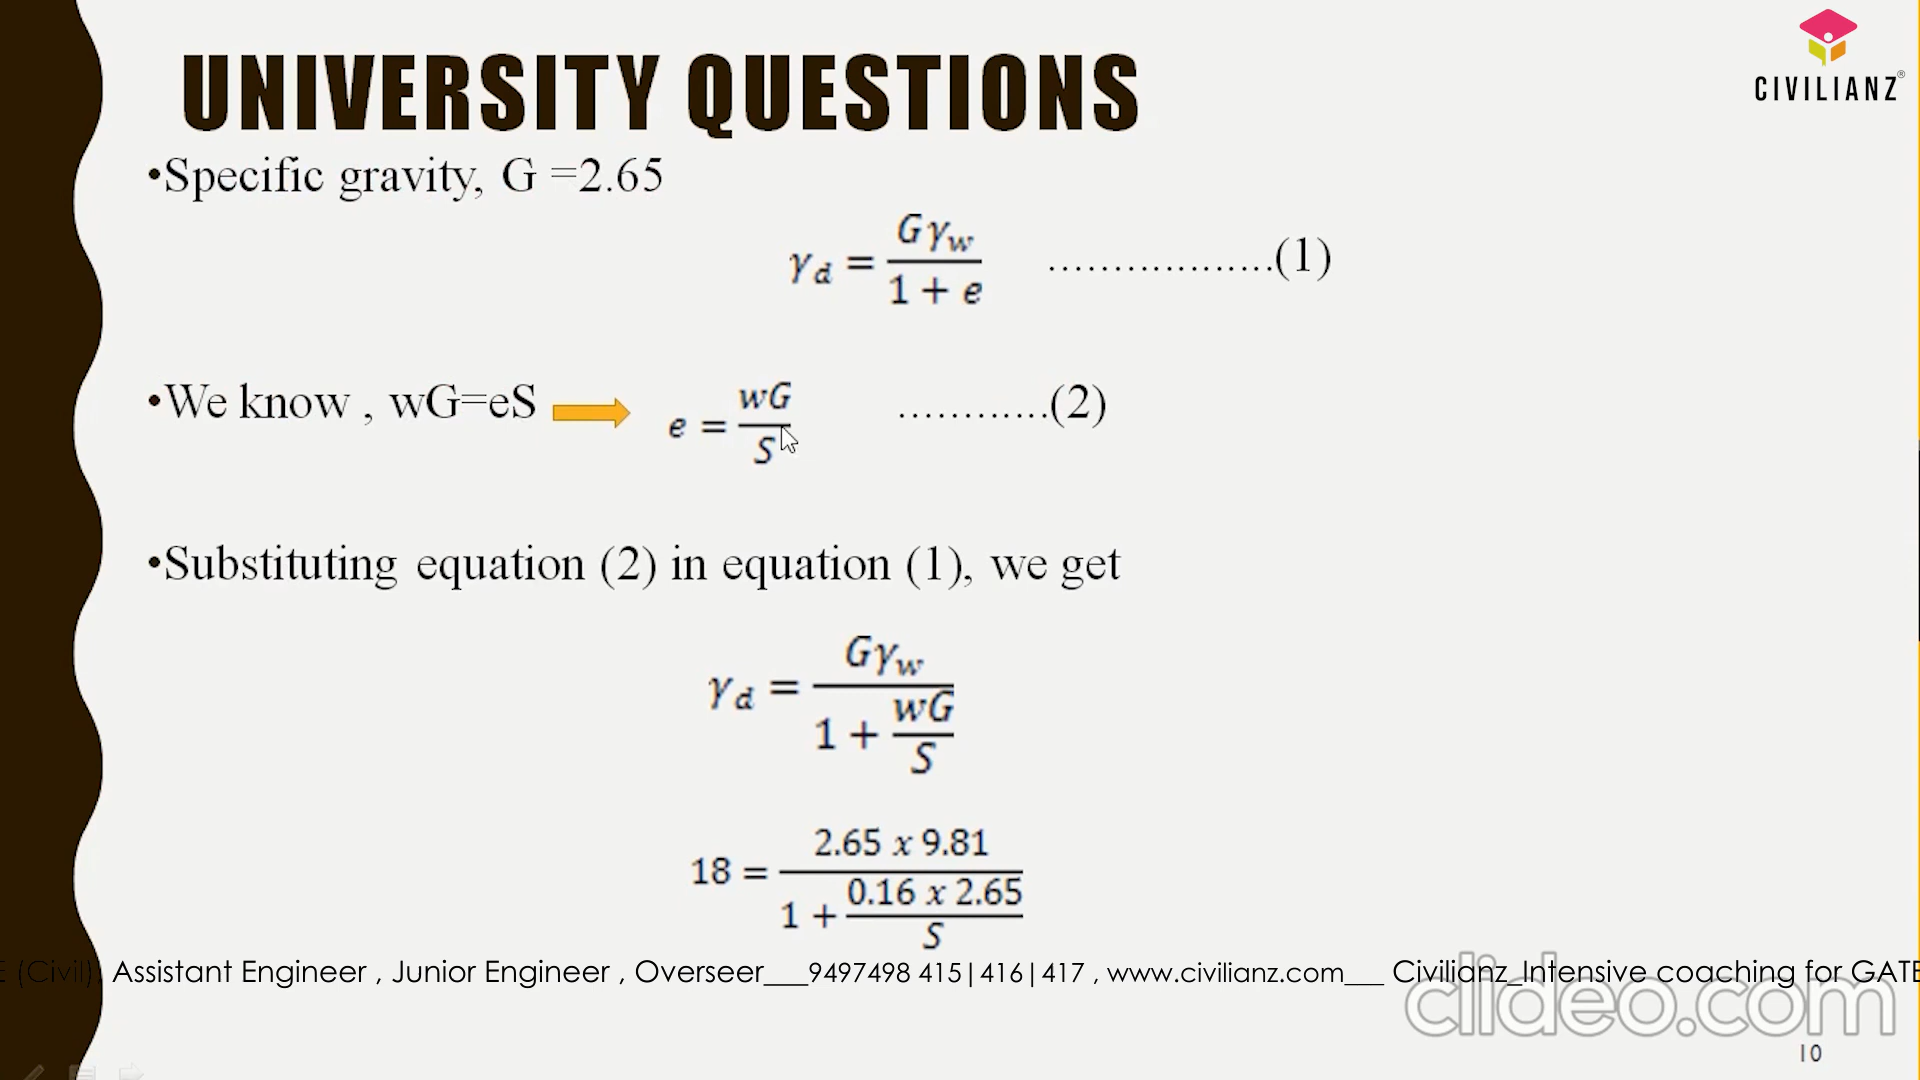 CIVILIANZ®
UNIVERSITY QUESTIONS
•Specific gravity, G =2.65
γd = Gγw / 1 + e ..................(1)
•We know , wG=eS e = wG / S ............(2)
•Substituting equation (2) in equation (1), we get
γd = Gγw / 1 + wG / S
18 = 2.65 x 9.81 / 1 + 0.16 x 2.65 / S
E (Civil), Assistant Engineer , Junior Engineer , Overseer___9497498 415|416|417 , www.civilianz.com___ Civilianz_Intensive coaching for GATE
clideo.com
10